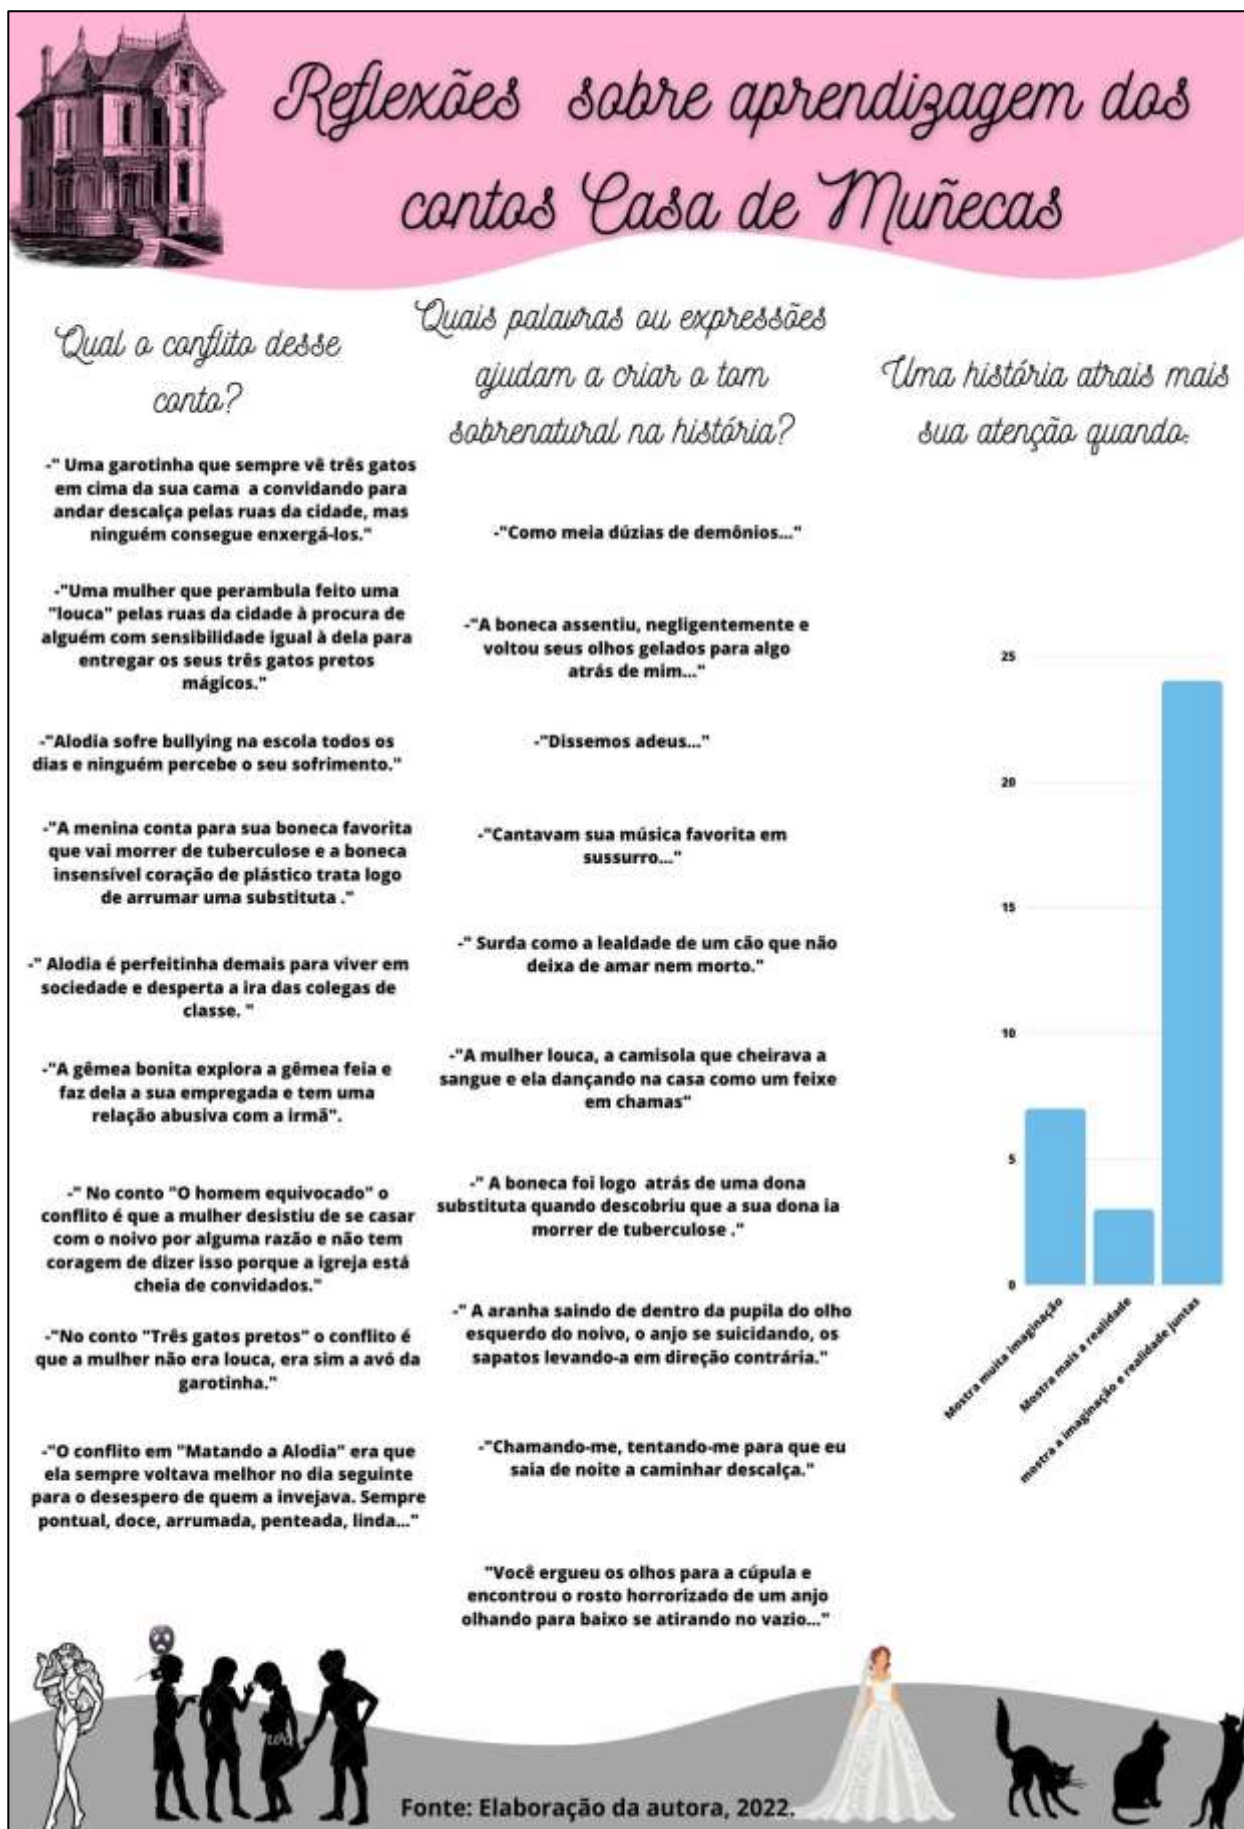 Reflexões sobre aprendizagem dos
contos Casa de Muñecas
Qual o conflito desse
conto?
-" Uma garotinha que sempre vê três gatos
em cima da sua cama a convidando para
andar descalça pelas ruas da cidade, mas
ninguém consegue enxergá-los."
-"Uma mulher que perambula feito uma
"louca" pelas ruas da cidade à procura de
alguém com sensibilidade igual à dela para
entregar os seus três gatos pretos
mágicos."
-"Alodia sofre bullying na escola todos os
dias e ninguém percebe o seu sofrimento."
-"A menina conta para sua boneca favorita
que vai morrer de tuberculose e a boneca
insensível coração de plástico trata logo
de arrumar uma substituta ."
-" Alodia é perfeitinha demais para viver em
sociedade e desperta a ira das colegas de
classe. "
-"A gêmea bonita explora a gêmea feia e
faz dela a sua empregada e tem uma
relação abusiva com a irmã".
-" No conto "O homem equivocado" o
conflito é que a mulher desistiu de se casar
com o noivo por alguma razão e não tem
coragem de dizer isso porque a igreja está
cheia de convidados."
-"No conto "Três gatos pretos" o conflito é
que a mulher não era louca, era sim a avó da
garotinha."
-"O conflito em "Matando a Alodia" era que
ela sempre voltava melhor no dia seguinte
para o desespero de quem a invejava. Sempre
pontual, doce, arrumada, penteada, linda..."
Quais palavras ou expressões
ajudam a criar o tom
sobrenatural na história?
-"Como meia dúzias de demônios..."
-"A boneca assentiu, negligentemente e
voltou seus olhos gelados para algo
atrás de mim..."
-"Dissemos adeus..."
-"Cantavam sua música favorita em
sussurro..."
-" Surda como a lealdade de um cão que não
deixa de amar nem morto."
-"A mulher louca, a camisola que cheirava a
sangue e ela dançando na casa como um feixe
em chamas"
-" A boneca foi logo atrás de uma dona
substituta quando descobriu que a sua dona ia
morrer de tuberculose ."
-" A aranha saindo de dentro da pupila do olho
esquerdo do noivo, o anjo se suicidando, os
sapatos levando-a em direção contrária."
-"Chamando-me, tentando-me para que eu
saia de noite a caminhar descalça."
"Você ergueu os olhos para a cúpula e
encontrou o rosto horrorizado de um anjo
olhando para baixo se atirando no vazio..."
Uma história atrais mais
sua atenção quando:
25
20
15
10
5
0
Mostra muita imaginação
Mostra mais a realidade
mostra a imaginação e realidade juntas
Fonte: Elaboração da autora, 2022.